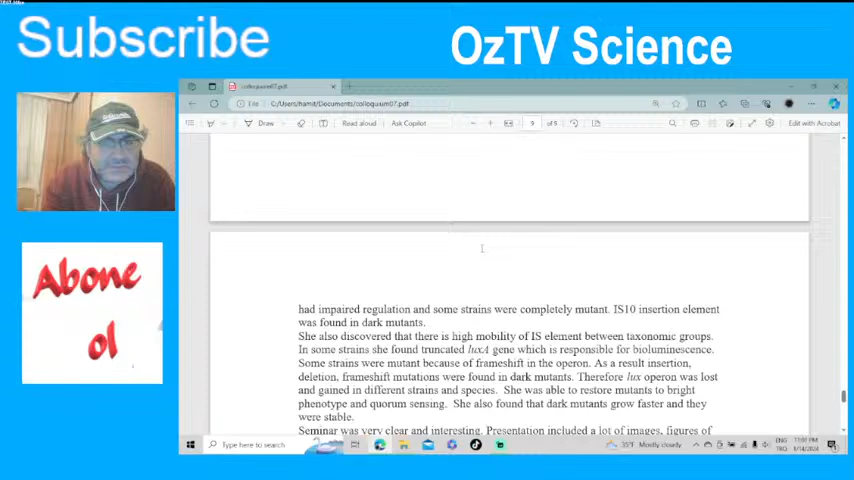 Subscribe
OzTV Science
colloquium07.pdf
File C:/Users/hamit/Documents/colloquium07.pdf
Draw Read aloud Ask Copilot 9 of 9 Edit with Acrobat
had impaired regulation and some strains were completely mutant. IS10 insertion element
was found in dark mutants.
She also discovered that there is high mobility of IS element between taxonomic groups.
In some strains she found truncated luxA gene which is responsible for bioluminescence.
Some strains were mutant because of frameshift in the operon. As a result insertion,
deletion, frameshift mutations were found in dark mutants. Therefore lux operon was lost
and gained in different strains and species. She was able to restore mutants to bright
phenotype and quorum sensing. She also found that dark mutants grow faster and they
were stable.
Seminar was very clear and interesting. Presentation included a lot of images, figures of
Abone
ol
Type here to search
Mostly cloudy
ENG
TRQ